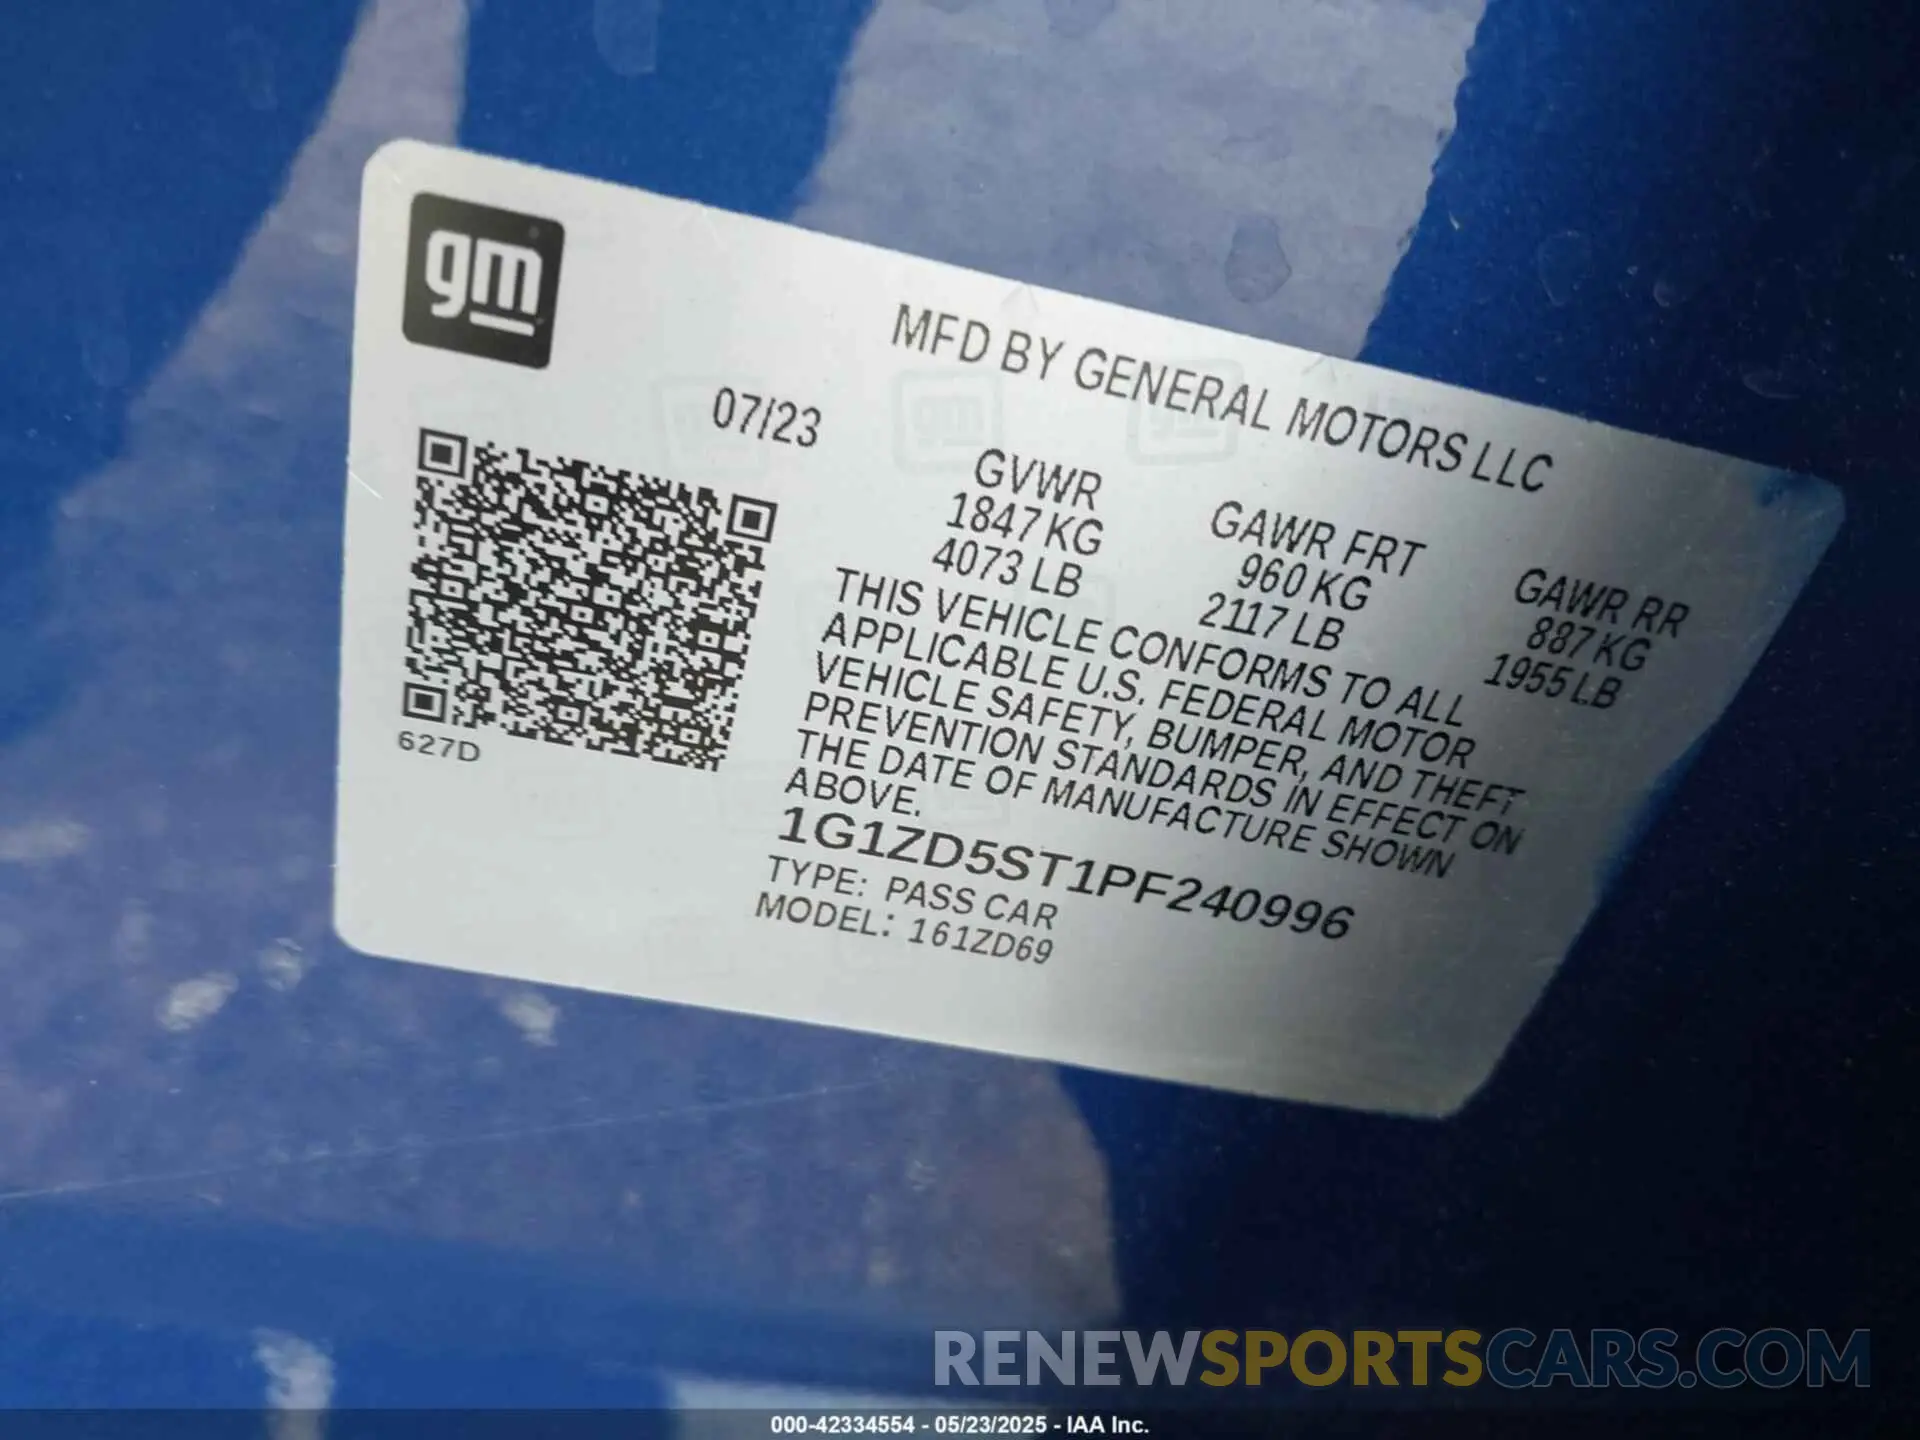 gm
MFD BY GENERAL MOTORS LLC
07/23
GVWR
1847 KG
4073 LB
GAWR FRT
960 KG
2117 LB
GAWR RR
887 KG
1955 LB
THIS VEHICLE CONFORMS TO ALL
APPLICABLE U.S. FEDERAL MOTOR
VEHICLE SAFETY, BUMPER, AND THEFT
PREVENTION STANDARDS IN EFFECT ON
THE DATE OF MANUFACTURE SHOWN
ABOVE.
627D
1G1ZD5ST1PF240996
TYPE: PASS CAR
MODEL: 161ZD69
RENEWSPORTSCARS.COM
000-42334554 - 05/23/2025 - IAA Inc.